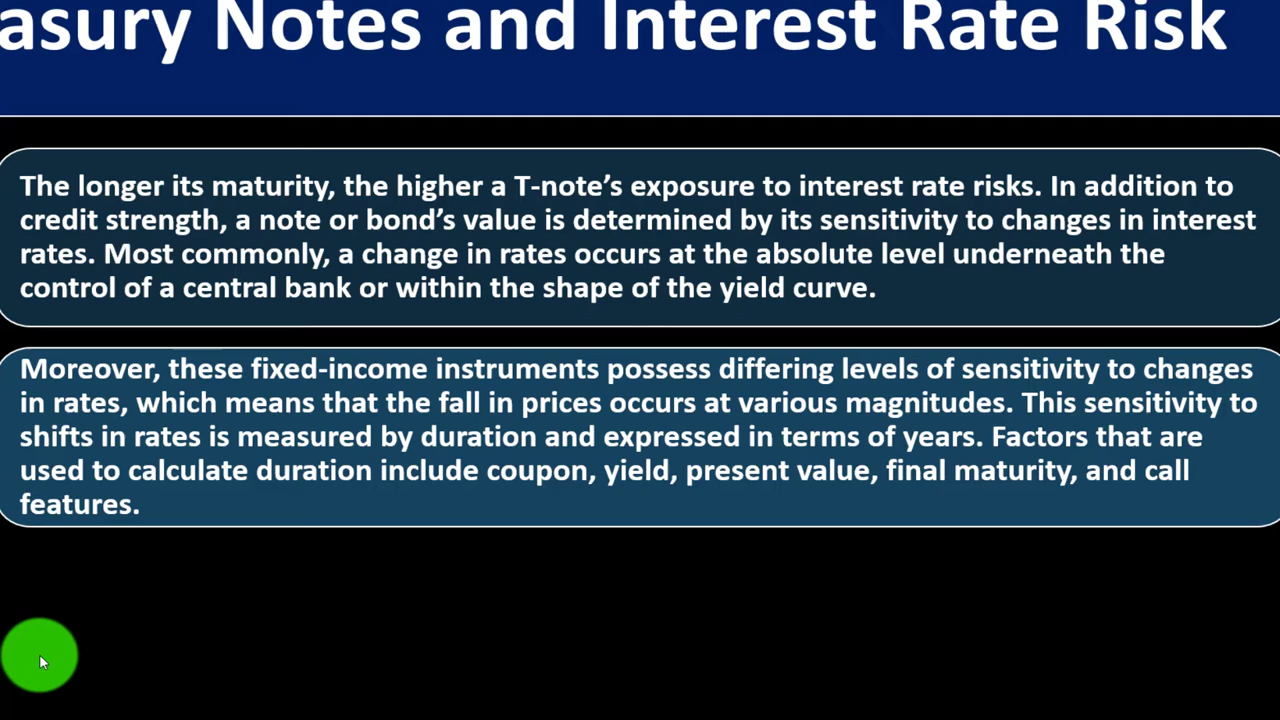 asury Notes and Interest Rate Risk
The longer its maturity, the higher a T-note’s exposure to interest rate risks. In addition to
credit strength, a note or bond’s value is determined by its sensitivity to changes in interest
rates. Most commonly, a change in rates occurs at the absolute level underneath the
control of a central bank or within the shape of the yield curve.
Moreover, these fixed-income instruments possess differing levels of sensitivity to changes
in rates, which means that the fall in prices occurs at various magnitudes. This sensitivity to
shifts in rates is measured by duration and expressed in terms of years. Factors that are
used to calculate duration include coupon, yield, present value, final maturity, and call
features.